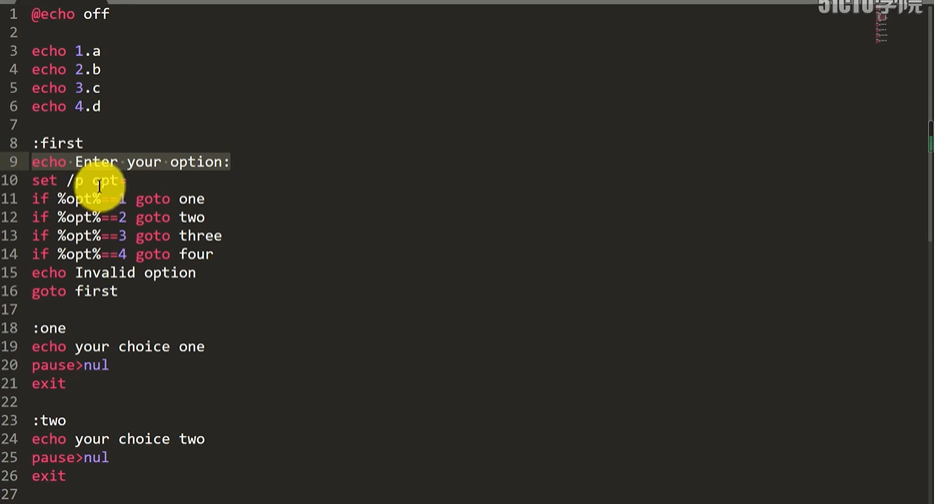 51CTO学院
1 @echo off
2
3 echo 1.a
4 echo 2.b
5 echo 3.c
6 echo 4.d
7
8 :first
9 echo Enter your option:
10 set /p opt=
11 if %opt%==1 goto one
12 if %opt%==2 goto two
13 if %opt%==3 goto three
14 if %opt%==4 goto four
15 echo Invalid option
16 goto first
17
18 :one
19 echo your choice one
20 pause>nul
21 exit
22
23 :two
24 echo your choice two
25 pause>nul
26 exit
27